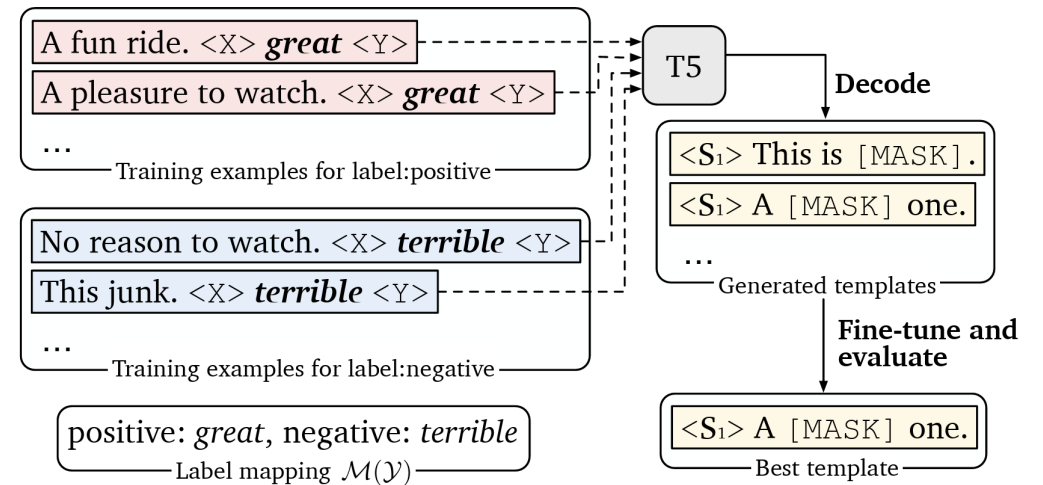 A fun ride. <X> great <Y>
A pleasure to watch. <X> great <Y>
...
Training examples for label:positive
No reason to watch. <X> terrible <Y>
This junk. <X> terrible <Y>
...
Training examples for label:negative
positive: great, negative: terrible
Label mapping M(Y)
T5
Decode
<S₁> This is [MASK].
<S₁> A [MASK] one.
...
Generated templates
Fine-tune and
evaluate
<S₁> A [MASK] one.
Best template